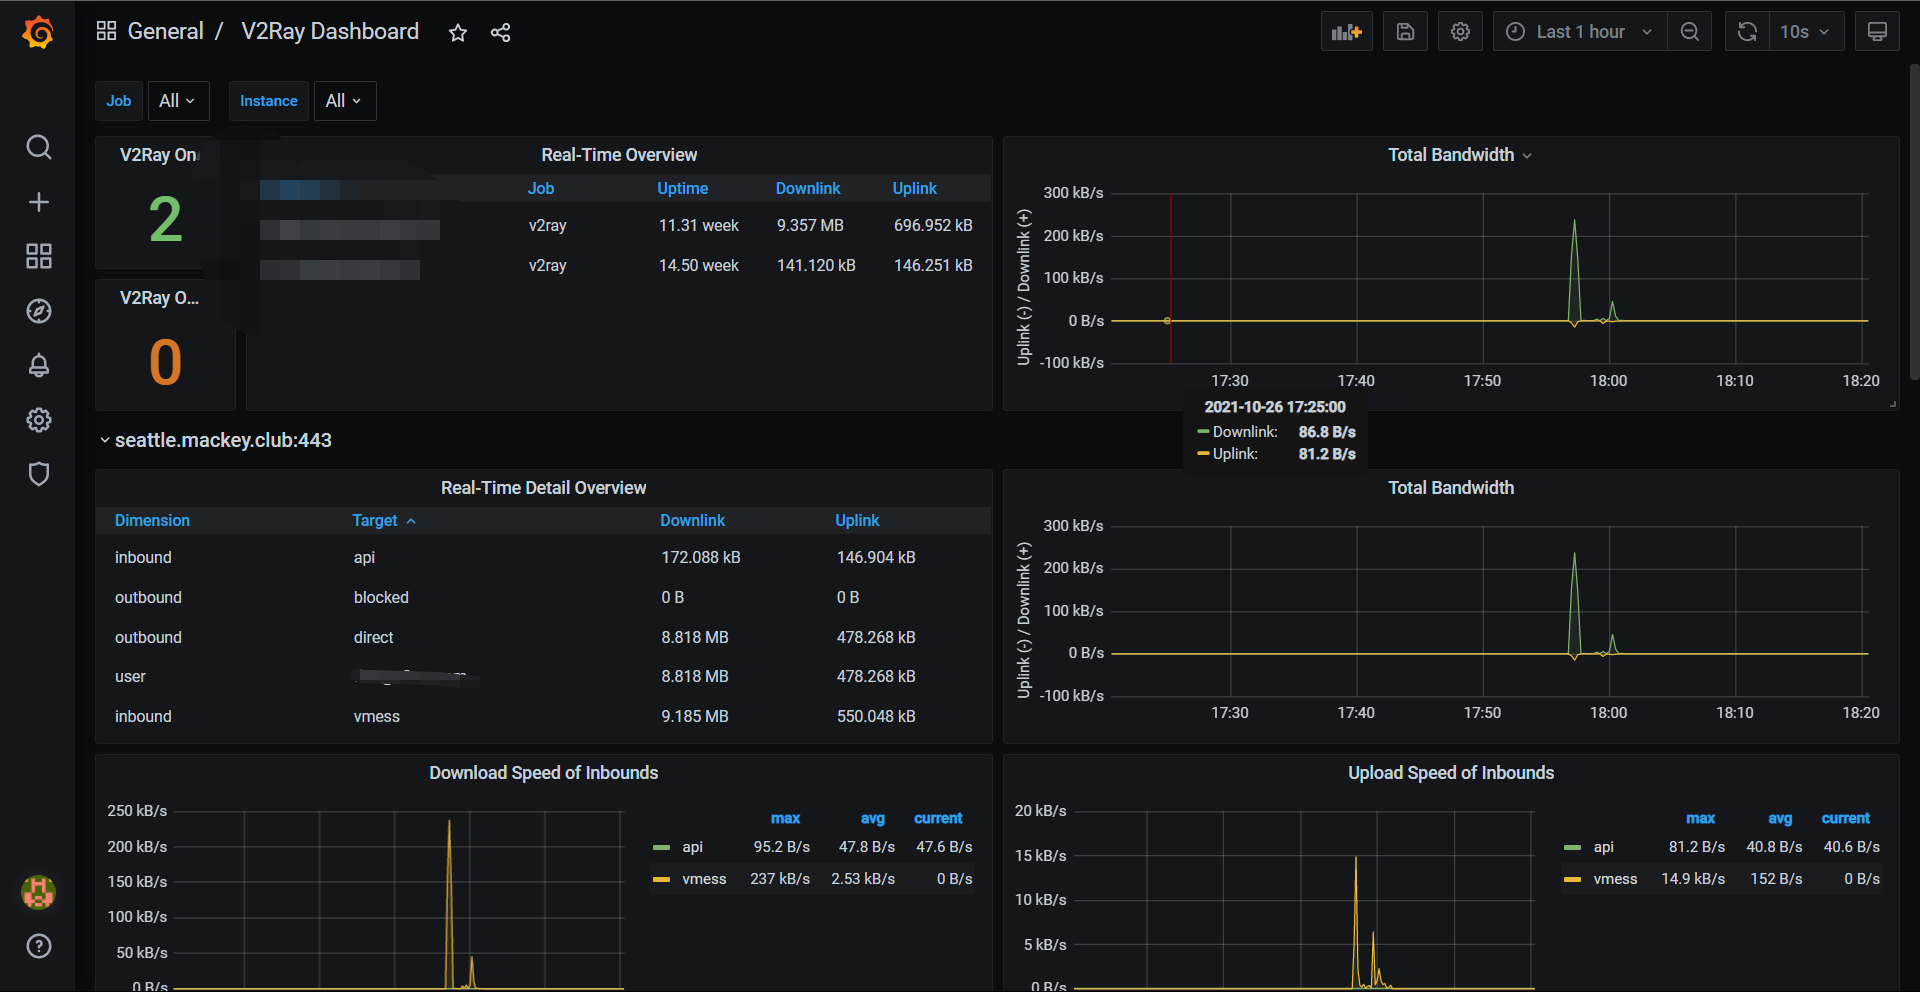 General / V2Ray Dashboard
Last 1 hour
10s
Job All Instance All
V2Ray On
2
V2Ray O...
0
Real-Time Overview
Job Uptime Downlink Uplink
v2ray 11.31 week 9.357 MB 696.952 kB
v2ray 14.50 week 141.120 kB 146.251 kB
Total Bandwidth
Uplink (-) / Downlink (+)
300 kB/s
200 kB/s
100 kB/s
0 B/s
-100 kB/s
17:30 17:40 17:50 18:00 18:10 18:20
2021-10-26 17:25:00
Downlink: 86.8 B/s
Uplink: 81.2 B/s
seattle.mackey.club:443
Real-Time Detail Overview
Dimension Target Downlink Uplink
inbound api 172.088 kB 146.904 kB
outbound blocked 0 B 0 B
outbound direct 8.818 MB 478.268 kB
user 8.818 MB 478.268 kB
inbound vmess 9.185 MB 550.048 kB
Total Bandwidth
Uplink (-) / Downlink (+)
300 kB/s
200 kB/s
100 kB/s
0 B/s
-100 kB/s
17:30 17:40 17:50 18:00 18:10 18:20
Download Speed of Inbounds
250 kB/s
200 kB/s
150 kB/s
100 kB/s
50 kB/s
0 B/s
max avg current
api 95.2 B/s 47.8 B/s 47.6 B/s
vmess 237 kB/s 2.53 kB/s 0 B/s
Upload Speed of Inbounds
20 kB/s
15 kB/s
10 kB/s
5 kB/s
0 B/s
max avg current
api 81.2 B/s 40.8 B/s 40.6 B/s
vmess 14.9 kB/s 152 B/s 0 B/s